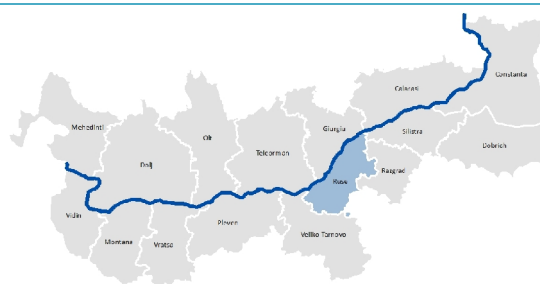 Constanta
Calarasi
Mehedinti
Olt
Giurgiu
Silistra
Dobrich
Dolj
Teleorman
Razgrad
Ruse
Vidin
Pleven
Montana
Vratsa
Veliko Tarnovo